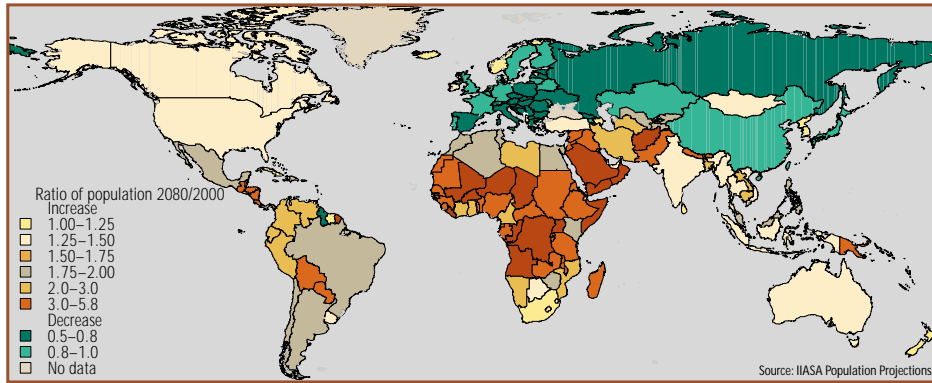 Ratio of population 2080/2000
Increase
1.00–1.25
1.25–1.50
1.50–1.75
1.75–2.00
2.0–3.0
3.0–5.8
Decrease
0.5–0.8
0.8–1.0
No data
Source: IIASA Population Projections